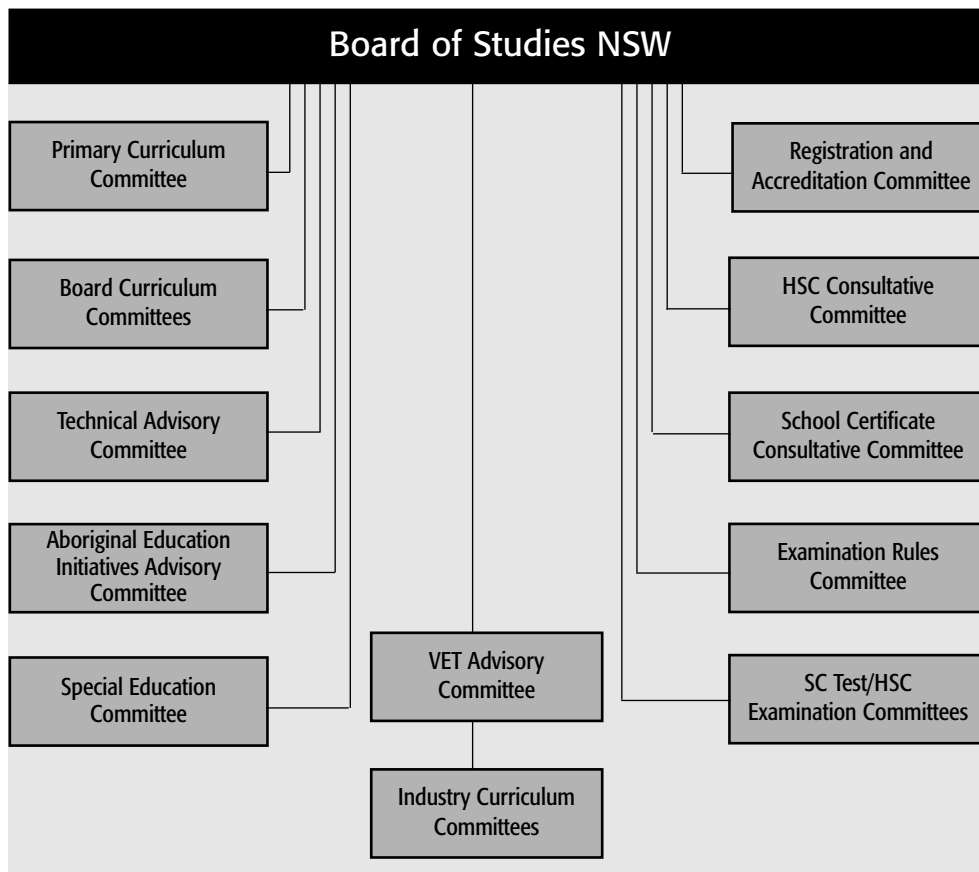 Board of Studies NSW
Primary Curriculum
Committee
Board Curriculum
Committees
Technical Advisory
Committee
Aboriginal Education
Initiatives Advisory
Committee
Special Education
Committee
VET Advisory
Committee
Industry Curriculum
Committees
Registration and
Accreditation Committee
HSC Consultative
Committee
School Certificate
Consultative Committee
Examination Rules
Committee
SC Test/HSC
Examination Committees